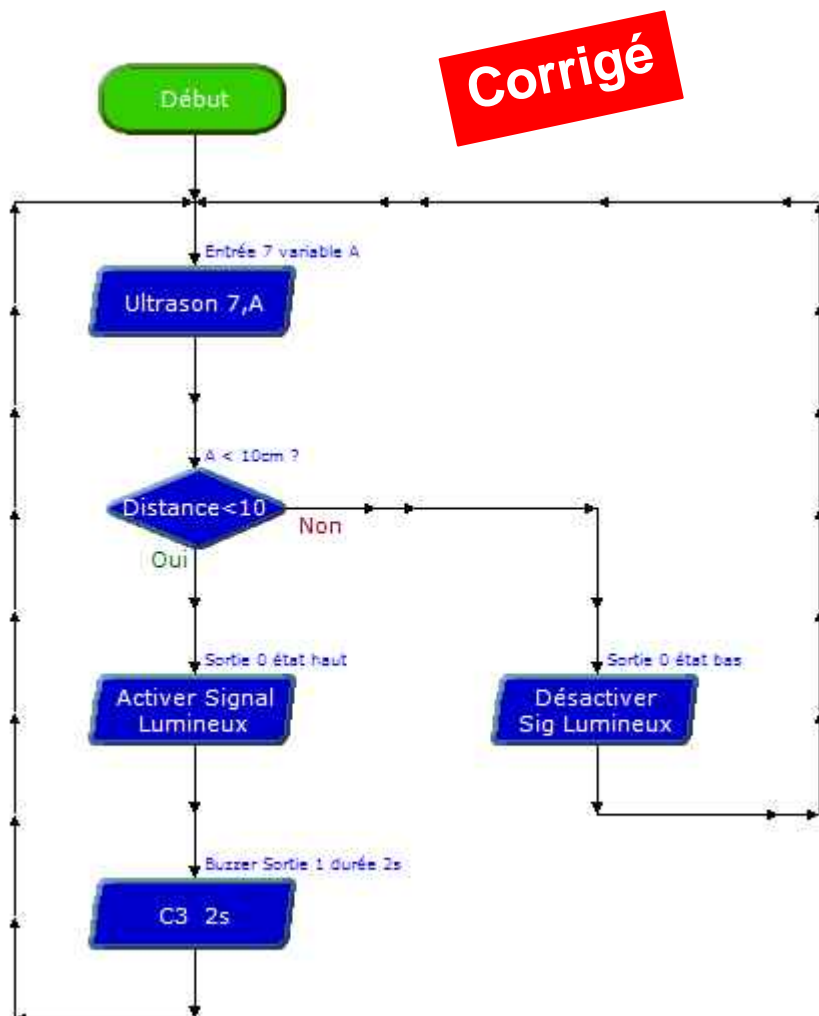 Corrigé
Début
Entrée 7 variable A
Ultrason 7,A
A < 10cm ?
Distance<10
Non
Oui
Sortie 0 état haut
Activer Signal
Lumineux
Sortie 0 état bas
Désactiver
Sig Lumineux
Buzzer Sortie 1 durée 2s
C3 2s